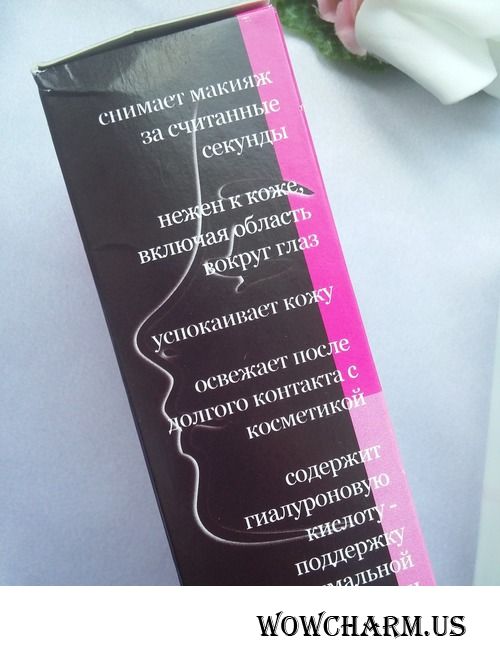 снимает макияж
за считанные
секунды
нежен к коже,
включая область
вокруг глаз
успокаивает кожу
освежает после
долгого контакта с
косметикой
содержит
гиалуроновую
кислоту -
поддержку
WOWCHARM.US